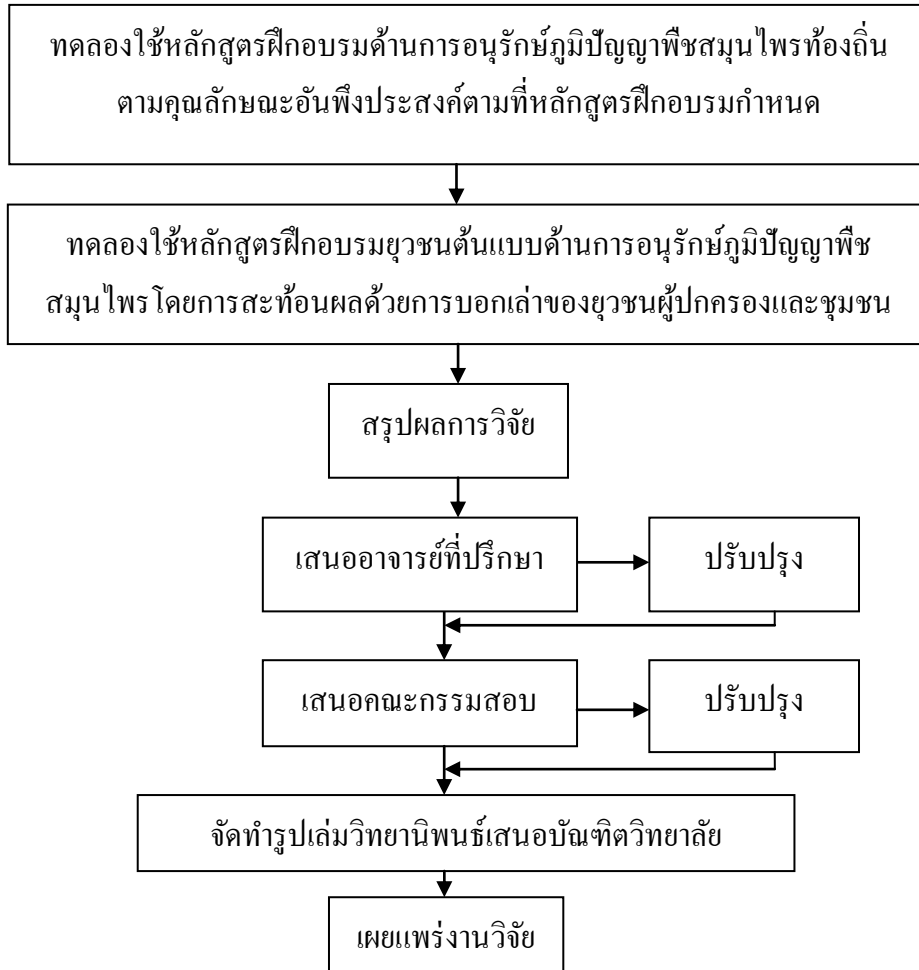 ทดลองใช้หลักสูตรฝึกอบรมด้านการอนุรักษ์ภูมิปัญญาพืชสมุนไพรท้องถิ่น
ตามคุณลักษณะอันพึงประสงค์ตามที่หลักสูตรฝึกอบรมกำหนด
ทดลองใช้หลักสูตรฝึกอบรมยุวชนต้นแบบด้านการอนุรักษ์ภูมิปัญญาพืช
สมุนไพรโดยการสะท้อนผลด้วยการบอกเล่าของยุวชนผู้ปกครองและชุมชน
สรุปผลการวิจัย
เสนออาจารย์ที่ปรึกษา
ปรับปรุง
เสนอคณะกรรมสอบ
ปรับปรุง
จัดทำรูปเล่มวิทยานิพนธ์เสนอบัณฑิตวิทยาลัย
เผยแพร่งานวิจัย